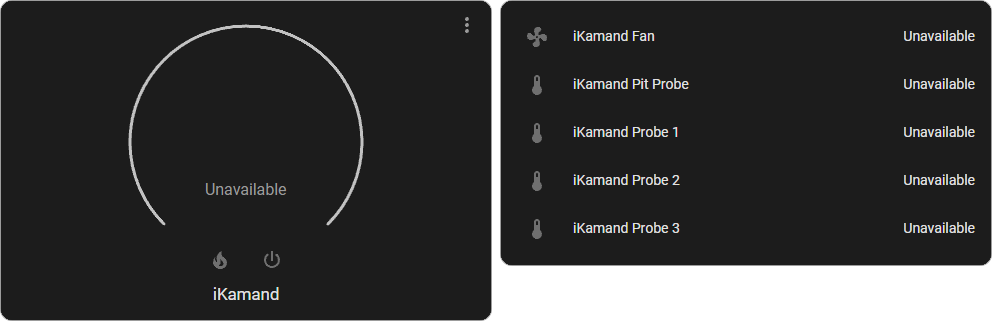 Unavailable
iKamand
iKamand Fan Unavailable
iKamand Pit Probe Unavailable
iKamand Probe 1 Unavailable
iKamand Probe 2 Unavailable
iKamand Probe 3 Unavailable